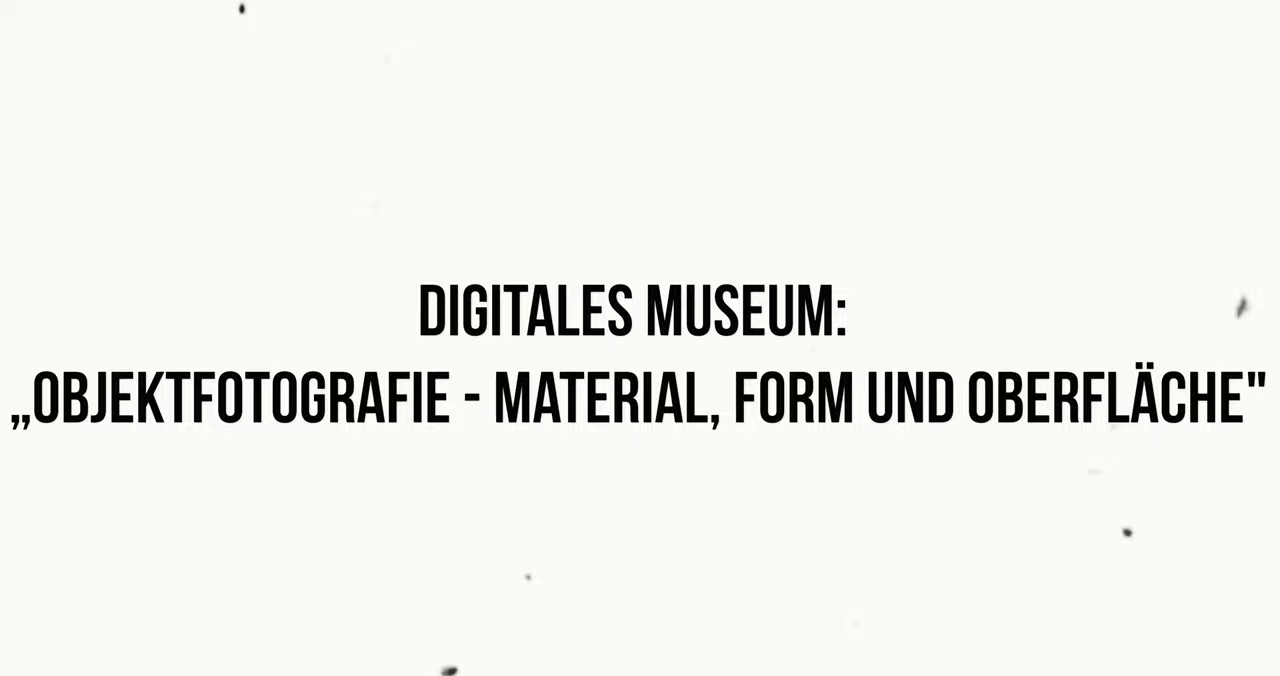 DIGITALES MUSEUM:
„OBJEKTFOTOGRAFIE - MATERIAL, FORM UND OBERFLÄCHE"